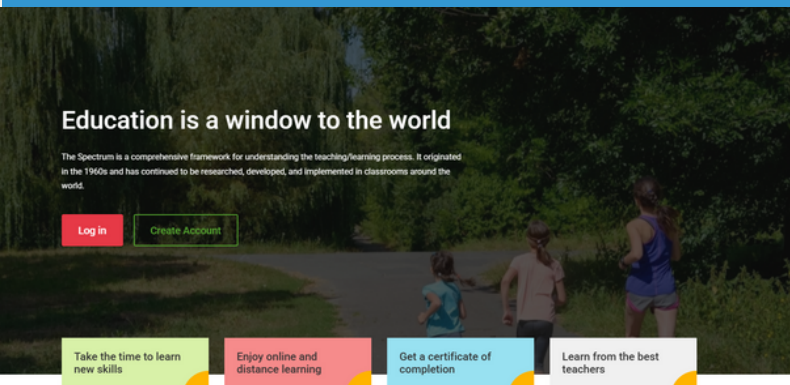 Education is a window to the world
The Spectrum is a comprehensive framework for understanding the teaching/learning process. It originated
in the 1960s and has continued to be researched, developed, and implemented in classrooms around the
world.
Log in
Create Account
Take the time to learn
new skills
Enjoy online and
distance learning
Get a certificate of
completion
Learn from the best
teachers